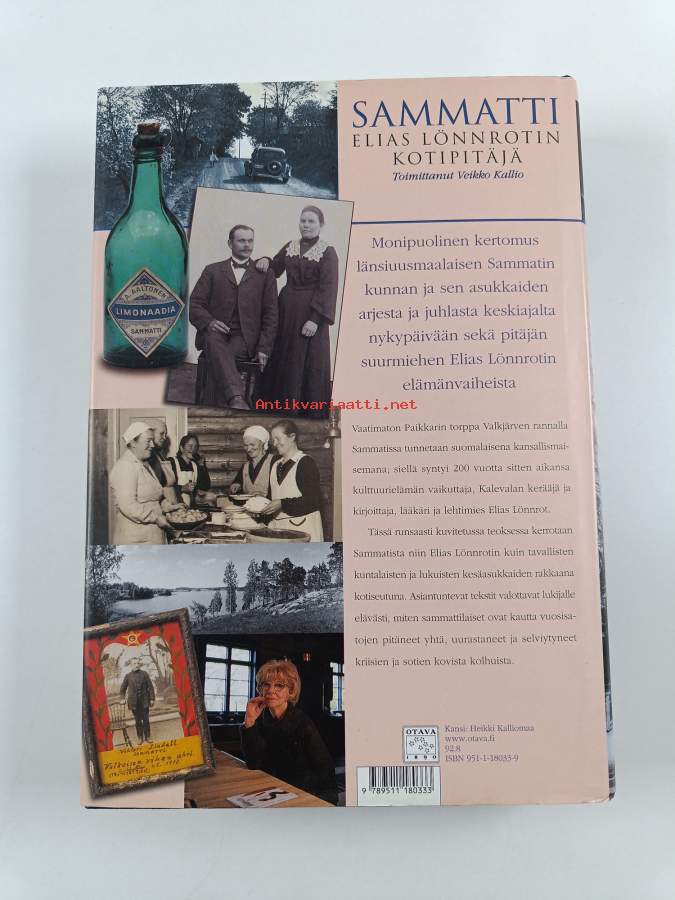 SAMMATTI
ELIAS LÖNNROTIN
KOTIPITÄJÄ
Toimittanut Veikko Kallio
A. AALTONEN
LIMONAADIA
SAMMATTI
Monipuolinen kertomus
länsiuusmaalaisen Sammatin
kunnan ja sen asukkaiden
arjesta ja juhlasta keskiajalta
nykypäivään sekä pitäjän
suurmiehen Elias Lönnrotin
elämänvaiheista
Antikvariaatti.net
Vaatimaton Paikkarin torppa Valkjärven rannalla
Sammatissa tunnetaan suomalaisena kansallismai-
semana; siellä syntyi 200 vuotta sitten aikansa
kulttuurielämän vaikuttaja, Kalevalan kerääjä ja
kirjoittaja, lääkäri ja lehtimies Elias Lönnrot.
Tässä runsaasti kuvitetussa teoksessa kerrotaan
Sammatista niin Elias Lönnrotin kuin tavallisten
kuntalaisten ja lukuisten kesäasukkaiden rakkaana
kotiseutuna. Asiantuntevat tekstit valottavat lukijalle
elävästi, miten sammattilaiset ovat kautta vuosisa-
tojen pitäneet yhtä, uurastaneet ja selviytyneet
kriisien ja sotien kovista kolhuista.
Lindell
OTAVA
1890
Kansi: Heikki Kalliomaa
www.otava.fi
92.8
ISBN 951-1-18033-9
9 789511 180333